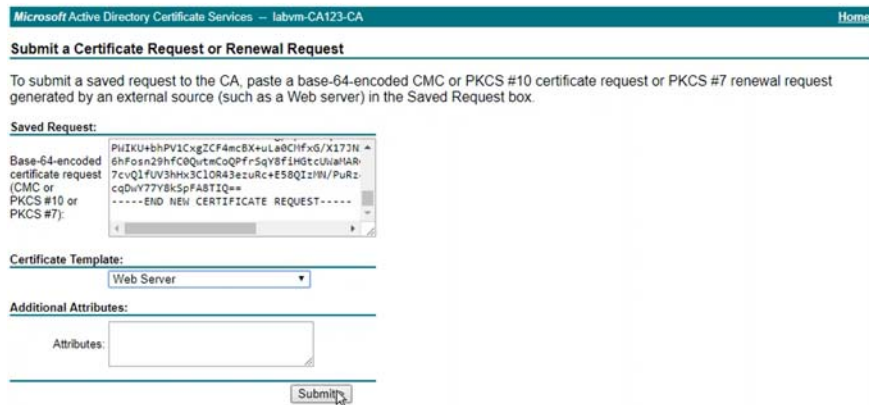 Microsoft Active Directory Certificate Services -- labvm-CA123-CA Home
Submit a Certificate Request or Renewal Request
To submit a saved request to the CA, paste a base-64-encoded CMC or PKCS #10 certificate request or PKCS #7 renewal request
generated by an external source (such as a Web server) in the Saved Request box.
Saved Request:
Base-64-encoded
certificate request
(CMC or
PKCS #10 or
PKCS #7):
PWIKU+bhPV1CxgZCF4mcBX+uLa0CMfxG/X17JN
6hFosn29hfC0QwtmCoQPfrSqY8fiHGtcUWaMAR
7cvQlfUV3hHx3ClOR43ezuRc+E58QIzMN/PuRz
cqDwY77Y8kSpFA8TIQ==
-----END NEW CERTIFICATE REQUEST-----
Certificate Template:
Web Server
Additional Attributes:
Attributes:
Submit